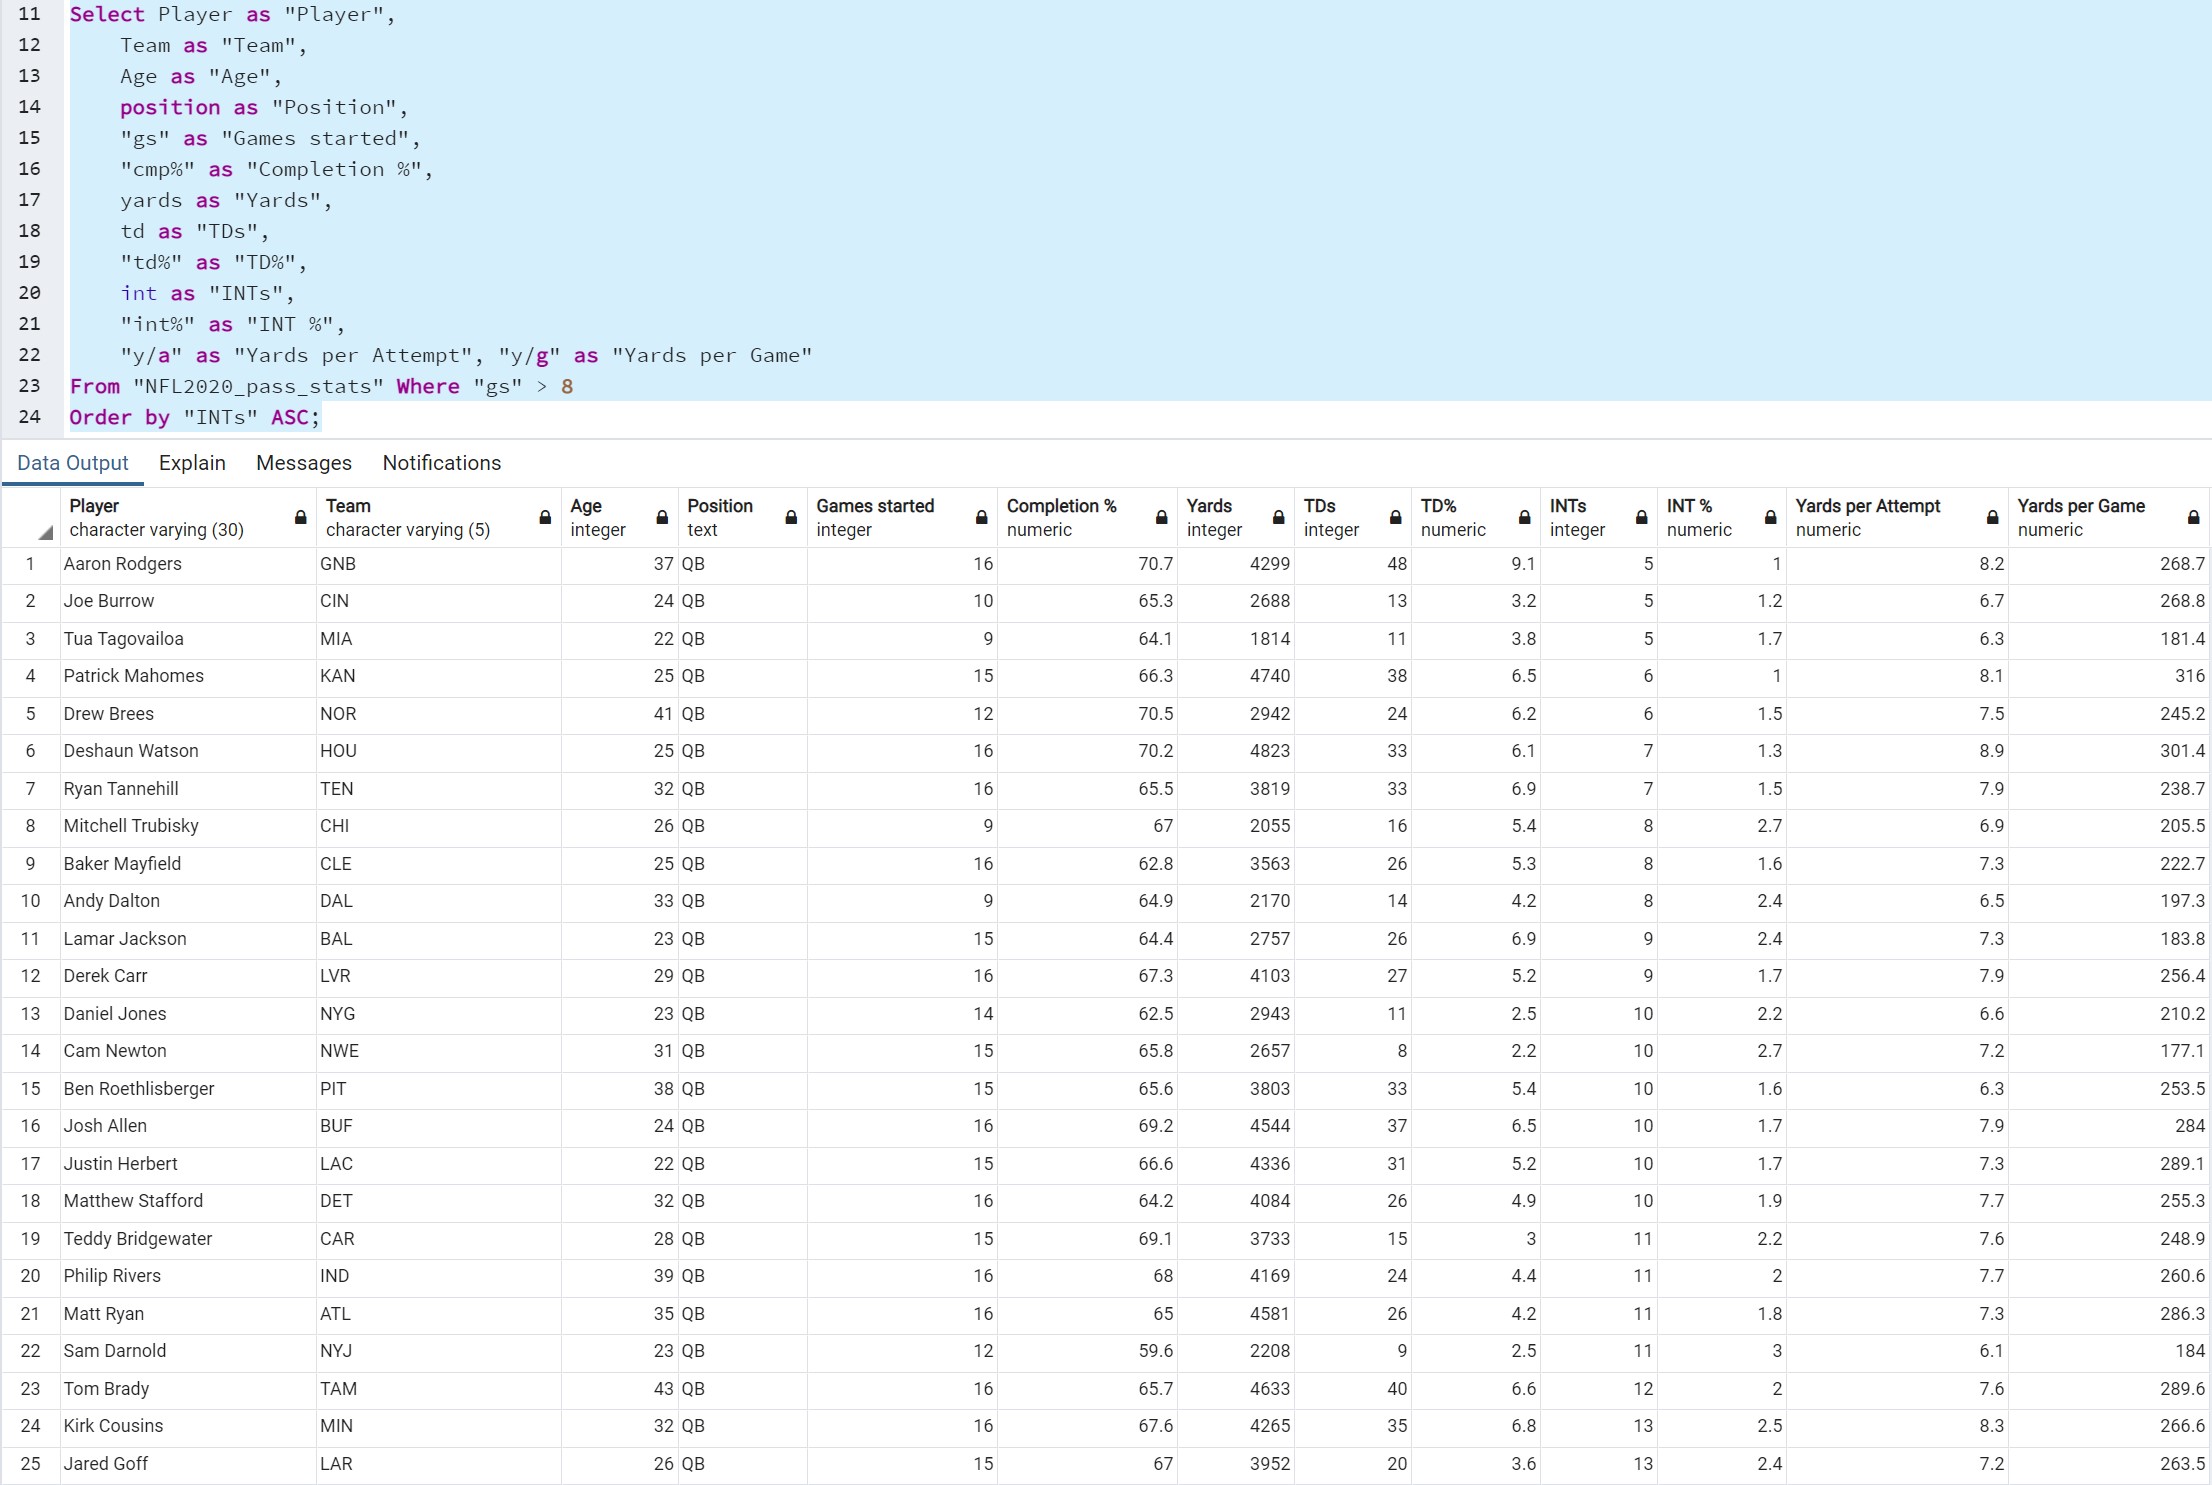 11 Select Player as "Player",
12 Team as "Team",
13 Age as "Age",
14 position as "Position",
15 "gs" as "Games started",
16 "cmp%" as "Completion %",
17 yards as "Yards",
18 td as "TDs",
19 "td%" as "TD%",
20 int as "INTs",
21 "int%" as "INT %",
22 "y/a" as "Yards per Attempt", "y/g" as "Yards per Game"
23 From "NFL2020_pass_stats" Where "gs" > 8
24 Order by "INTs" ASC;
Data Output Explain Messages Notifications
Player Team Age Position Games started Completion % Yards TDs TD% INTs INT % Yards per Attempt Yards per Game
character varying (30) character varying (5) integer text integer numeric integer integer numeric integer numeric numeric numeric
1 Aaron Rodgers GNB 37 QB 16 70.7 4299 48 9.1 5 1 8.2 268.7
2 Joe Burrow CIN 24 QB 10 65.3 2688 13 3.2 5 1.2 6.7 268.8
3 Tua Tagovailoa MIA 22 QB 9 64.1 1814 11 3.8 5 1.7 6.3 181.4
4 Patrick Mahomes KAN 25 QB 15 66.3 4740 38 6.5 6 1 8.1 316
5 Drew Brees NOR 41 QB 12 70.5 2942 24 6.2 6 1.5 7.5 245.2
6 Deshaun Watson HOU 25 QB 16 70.2 4823 33 6.1 7 1.3 8.9 301.4
7 Ryan Tannehill TEN 32 QB 16 65.5 3819 33 6.9 7 1.5 7.9 238.7
8 Mitchell Trubisky CHI 26 QB 9 67 2055 16 5.4 8 2.7 6.9 205.5
9 Baker Mayfield CLE 25 QB 16 62.8 3563 26 5.3 8 1.6 7.3 222.7
10 Andy Dalton DAL 33 QB 9 64.9 2170 14 4.2 8 2.4 6.5 197.3
11 Lamar Jackson BAL 23 QB 15 64.4 2757 26 6.9 9 2.4 7.3 183.8
12 Derek Carr LVR 29 QB 16 67.3 4103 27 5.2 9 1.7 7.9 256.4
13 Daniel Jones NYG 23 QB 14 62.5 2943 11 2.5 10 2.2 6.6 210.2
14 Cam Newton NWE 31 QB 15 65.8 2657 8 2.2 10 2.7 7.2 177.1
15 Ben Roethlisberger PIT 38 QB 15 65.6 3803 33 5.4 10 1.6 6.3 253.5
16 Josh Allen BUF 24 QB 16 69.2 4544 37 6.5 10 1.7 7.9 284
17 Justin Herbert LAC 22 QB 15 66.6 4336 31 5.2 10 1.7 7.3 289.1
18 Matthew Stafford DET 32 QB 16 64.2 4084 26 4.9 10 1.9 7.7 255.3
19 Teddy Bridgewater CAR 28 QB 15 69.1 3733 15 3 11 2.2 7.6 248.9
20 Philip Rivers IND 39 QB 16 68 4169 24 4.4 11 2 7.7 260.6
21 Matt Ryan ATL 35 QB 16 65 4581 26 4.2 11 1.8 7.3 286.3
22 Sam Darnold NYJ 23 QB 12 59.6 2208 9 2.5 11 3 6.1 184
23 Tom Brady TAM 43 QB 16 65.7 4633 40 6.6 12 2 7.6 289.6
24 Kirk Cousins MIN 32 QB 16 67.6 4265 35 6.8 13 2.5 8.3 266.6
25 Jared Goff LAR 26 QB 15 67 3952 20 3.6 13 2.4 7.2 263.5